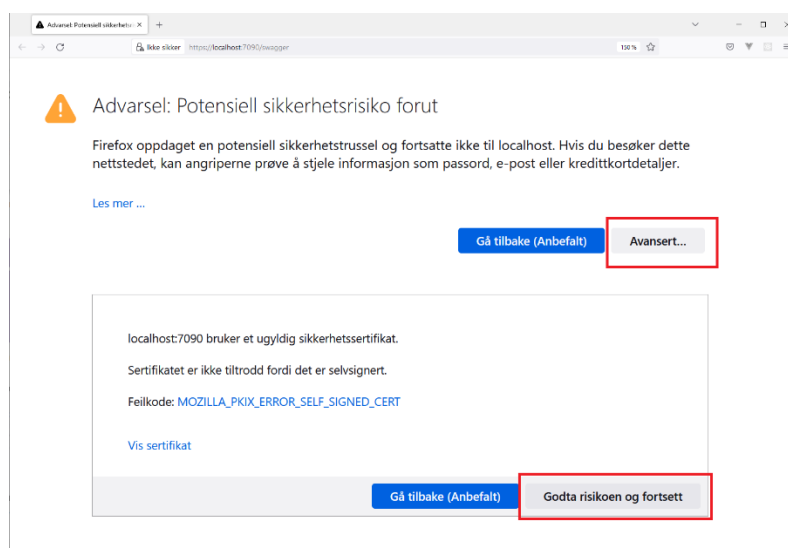 Advarsel: Potensiell sikkerhetsris
Ikke sikker https://localhost:7090/swagger 130 %
Advarsel: Potensiell sikkerhetsrisiko forut
Firefox oppdaget en potensiell sikkerhetstrussel og fortsatte ikke til localhost. Hvis du besøker dette
nettstedet, kan angriperne prøve å stjele informasjon som passord, e-post eller kredittkortdetaljer.
Les mer ...
Gå tilbake (Anbefalt) Avansert...
localhost:7090 bruker et ugyldig sikkerhetssertifikat.
Sertifikatet er ikke tiltrodd fordi det er selvsignert.
Feilkode: MOZILLA_PKIX_ERROR_SELF_SIGNED_CERT
Vis sertifikat
Gå tilbake (Anbefalt) Godta risikoen og fortsett